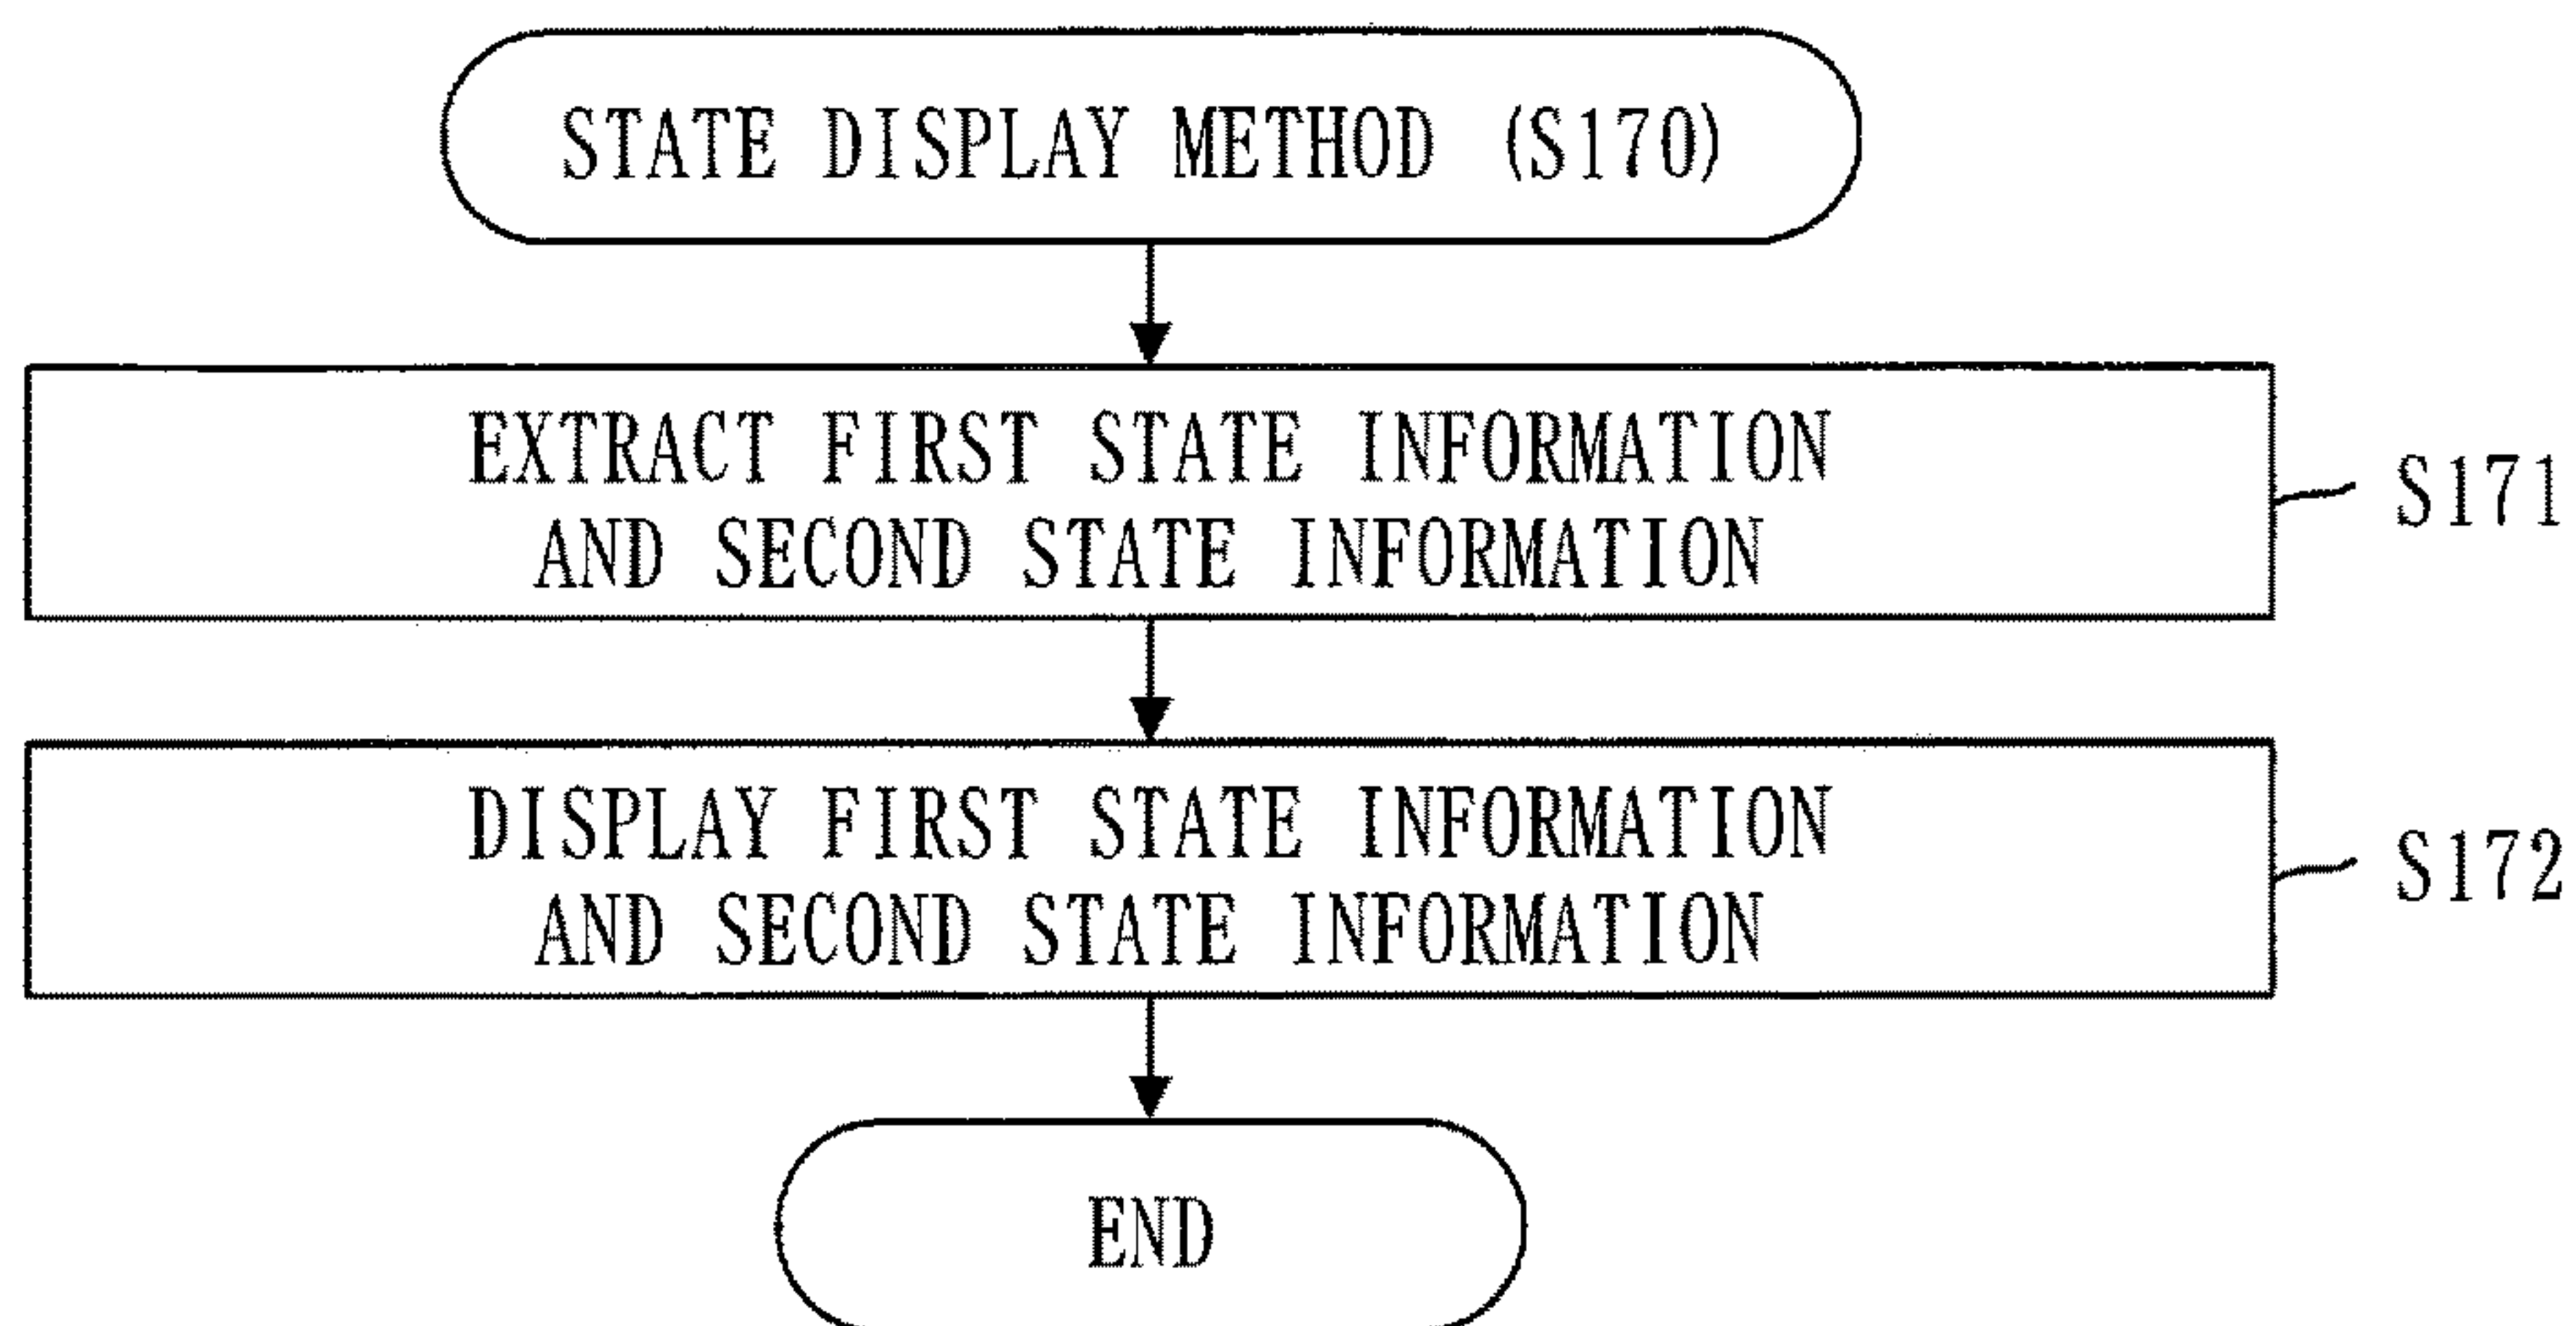 STATE DISPLAY METHOD (S170)
EXTRACT FIRST STATE INFORMATION
AND SECOND STATE INFORMATION
S171
DISPLAY FIRST STATE INFORMATION
AND SECOND STATE INFORMATION
S172
END